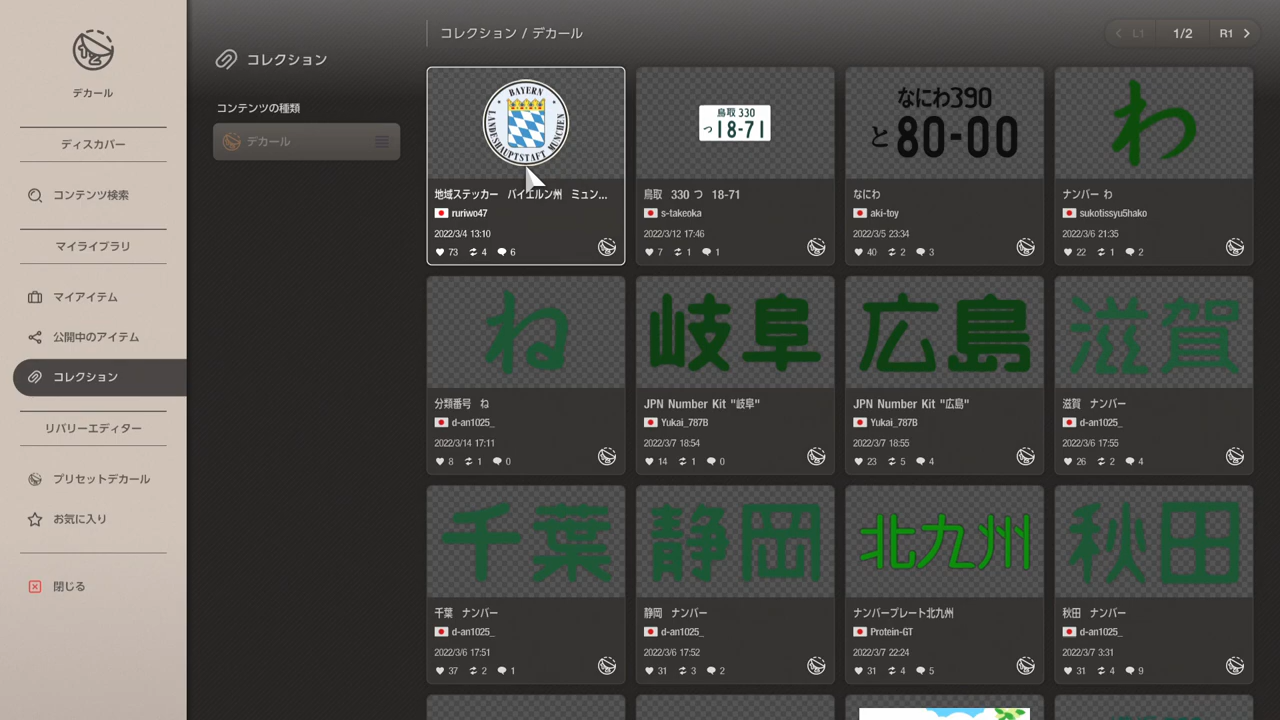 デカール
ディスカバー
コンテンツ検索
マイライブラリ
マイアイテム
公開中のアイテム
コレクション
リバリーエディター
プリセットデカール
お気に入り
閉じる
コレクション
コンテンツの種類
デカール
コレクション / デカール
L1 1/2 R1
BAYERN
LANDESHAUPTSTADT MÜNCHEN
地域ステッカー　バイエルン州　ミュン...
ruriwo47
2022/3/4 13:10
73 4 6
鳥取 330
つ 18-71
鳥取　330 つ　18-71
s-takeoka
2022/3/12 17:46
7 1 1
なにわ390
と 80-00
なにわ
aki-toy
2022/3/5 23:34
40 2 3
わ
ナンバー わ
sukotissyu5hako
2022/3/6 21:35
22 1 2
ね
分類番号　ね
d-an1025_
2022/3/14 17:11
8 1 0
岐阜
JPN Number Kit "岐阜"
Yukai_787B
2022/3/7 18:54
14 1 0
広島
JPN Number Kit "広島"
Yukai_787B
2022/3/7 18:55
23 5 4
滋賀
滋賀　ナンバー
d-an1025_
2022/3/6 17:55
26 2 4
千葉
千葉　ナンバー
d-an1025_
2022/3/6 17:51
37 2 1
静岡
静岡　ナンバー
d-an1025_
2022/3/6 17:52
31 3 2
北九州
ナンバープレート北九州
Protein-GT
2022/3/7 22:24
31 4 5
秋田
秋田　ナンバー
d-an1025_
2022/3/7 3:31
31 4 9